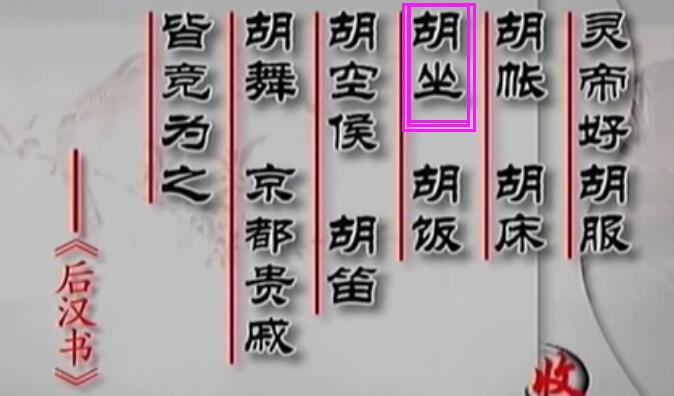 灵帝好胡服
胡帐 胡床
胡坐 胡饭
胡空侯 胡笛
胡舞 京都贵戚
皆竞为之
《后汉书》
收